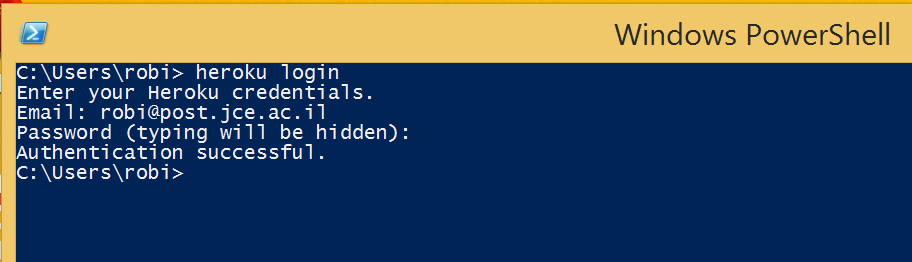 Windows PowerShell
C:\Users\robi> heroku login
Enter your Heroku credentials.
Email: robi@post.jce.ac.il
Password (typing will be hidden):
Authentication successful.
C:\Users\robi>